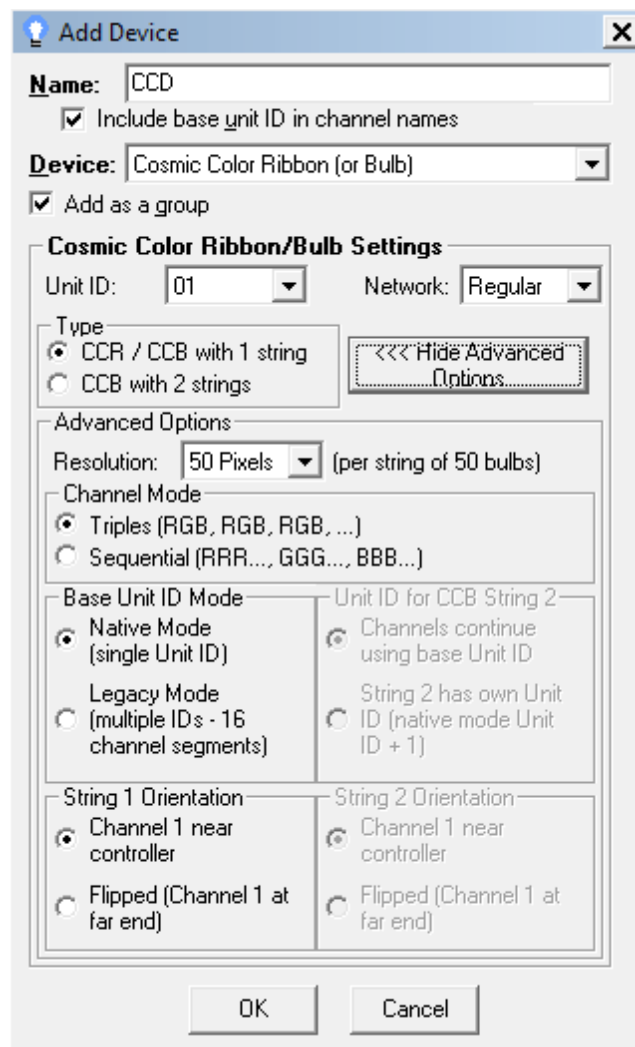 Add Device
Name: CCD
Include base unit ID in channel names
Device: Cosmic Color Ribbon (or Bulb)
Add as a group
Cosmic Color Ribbon/Bulb Settings
Unit ID: 01 Network: Regular
Type
CCR / CCB with 1 string
CCB with 2 strings
<<< Hide Advanced
Options
Advanced Options
Resolution: 50 Pixels (per string of 50 bulbs)
Channel Mode
Triples (RGB, RGB, RGB, ...)
Sequential (RRR..., GGG..., BBB...)
Base Unit ID Mode
Native Mode
(single Unit ID)
Legacy Mode
(multiple IDs - 16
channel segments)
Unit ID for CCB String 2
Channels continue
using base Unit ID
String 2 has own Unit
ID (native mode Unit
ID + 1)
String 1 Orientation
Channel 1 near
controller
Flipped (Channel 1 at
far end)
String 2 Orientation
Channel 1 near
controller
Flipped (Channel 1 at
far end)
OK Cancel